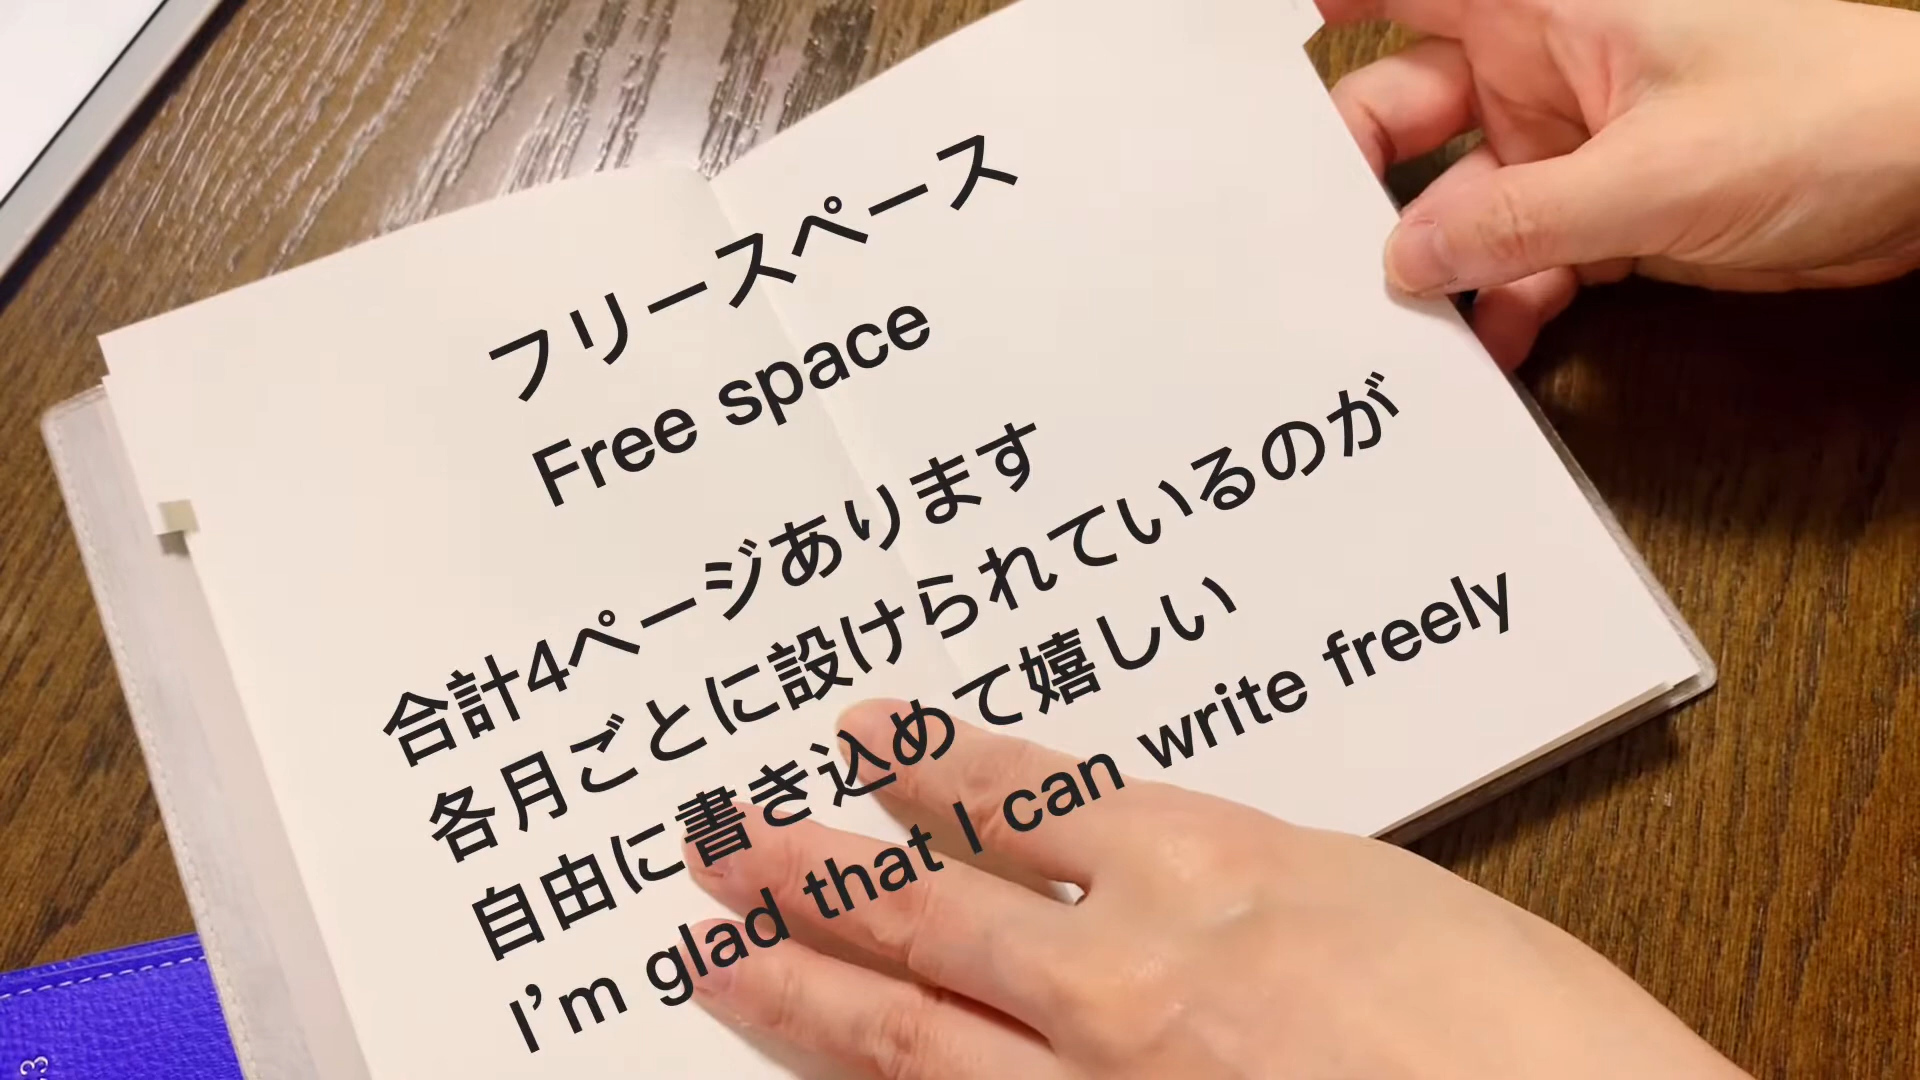 フリースペース
Free space
合計4ページあります
各月ごとに設けられているのが
自由に書き込めて嬉しい
I'm glad that I can write freely